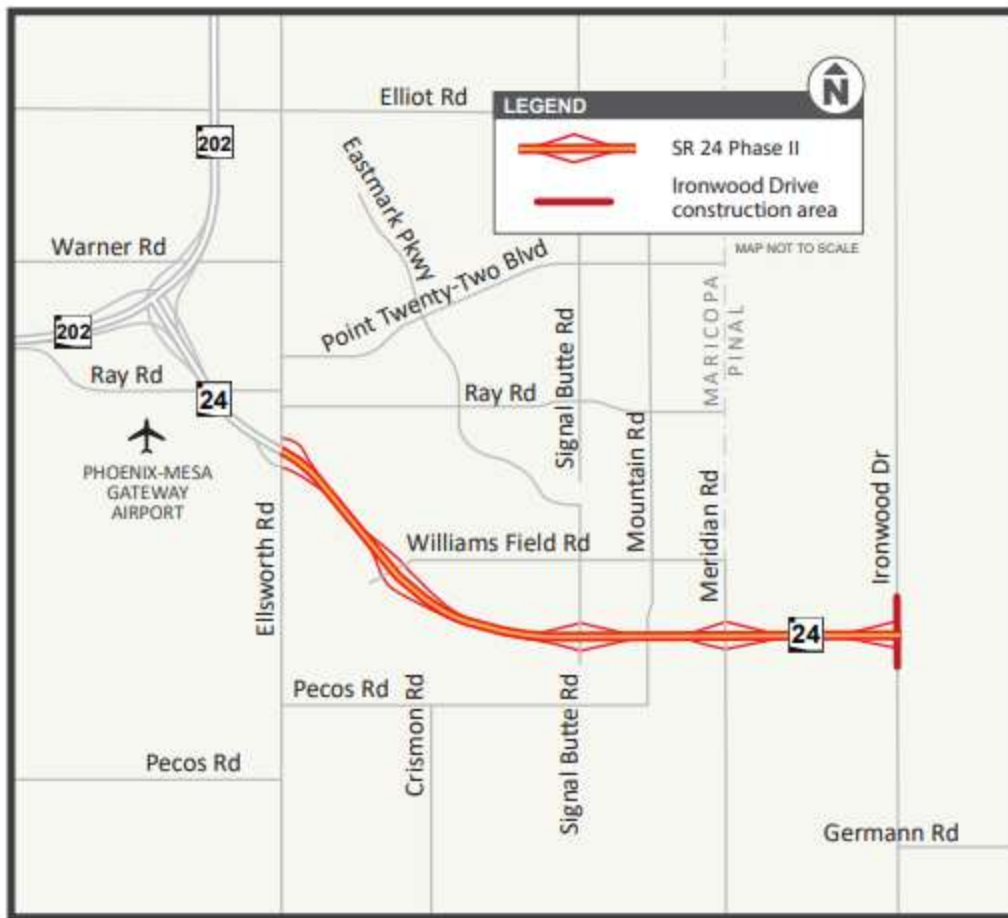 Elliot Rd
LEGEND
N
SR 24 Phase II
Ironwood Drive
construction area
MAP NOT TO SCALE
202
Eastmark Pkwy
Warner Rd
Point Twenty-Two Blvd
202
Ray Rd
24
Ray Rd
Signal Butte Rd
MARICOPA
PINAL
PHOENIX-MESA
GATEWAY
AIRPORT
Ellsworth Rd
Williams Field Rd
Mountain Rd
Meridian Rd
Ironwood Dr
24
Pecos Rd
Crismon Rd
Signal Butte Rd
Pecos Rd
Germann Rd